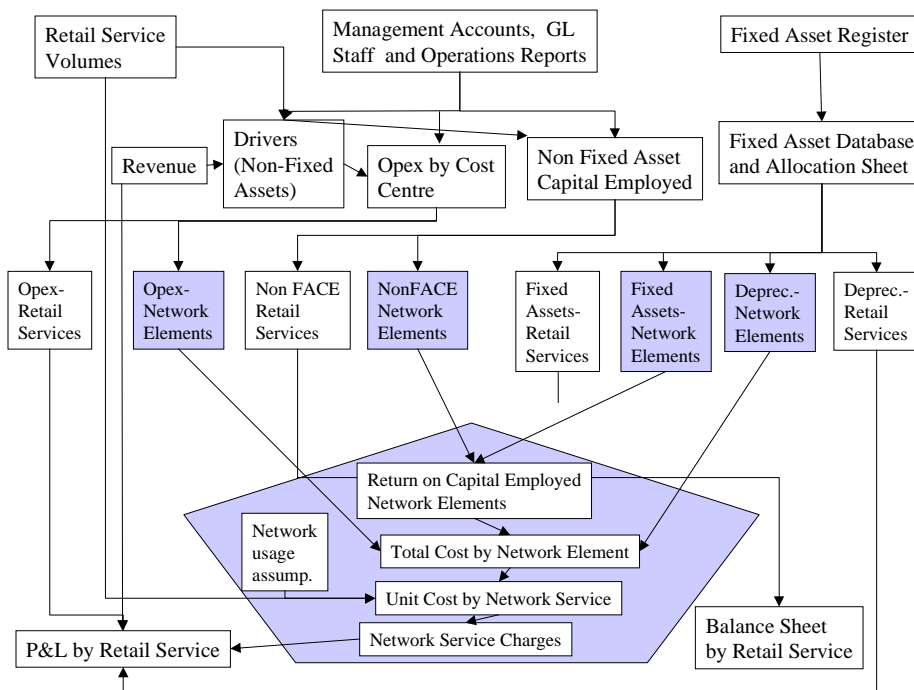 Retail Service
Volumes
Management Accounts, GL
Staff and Operations Reports
Fixed Asset Register
Drivers
(Non-Fixed
Assets)
Revenue
Opex by Cost
Centre
Non Fixed Asset
Capital Employed
Fixed Asset Database
and Allocation Sheet
Opex-
Retail
Services
Opex-
Network
Elements
Non FACE
Retail
Services
NonFACE
Network
Elements
Fixed
Assets-
Retail
Services
Fixed
Assets-
Network
Elements
Deprec.-
Network
Elements
Deprec.-
Retail
Services
Return on Capital Employed
Network Elements
Network
usage
assump.
Total Cost by Network Element
Unit Cost by Network Service
Network Service Charges
P&L by Retail Service
Balance Sheet
by Retail Service